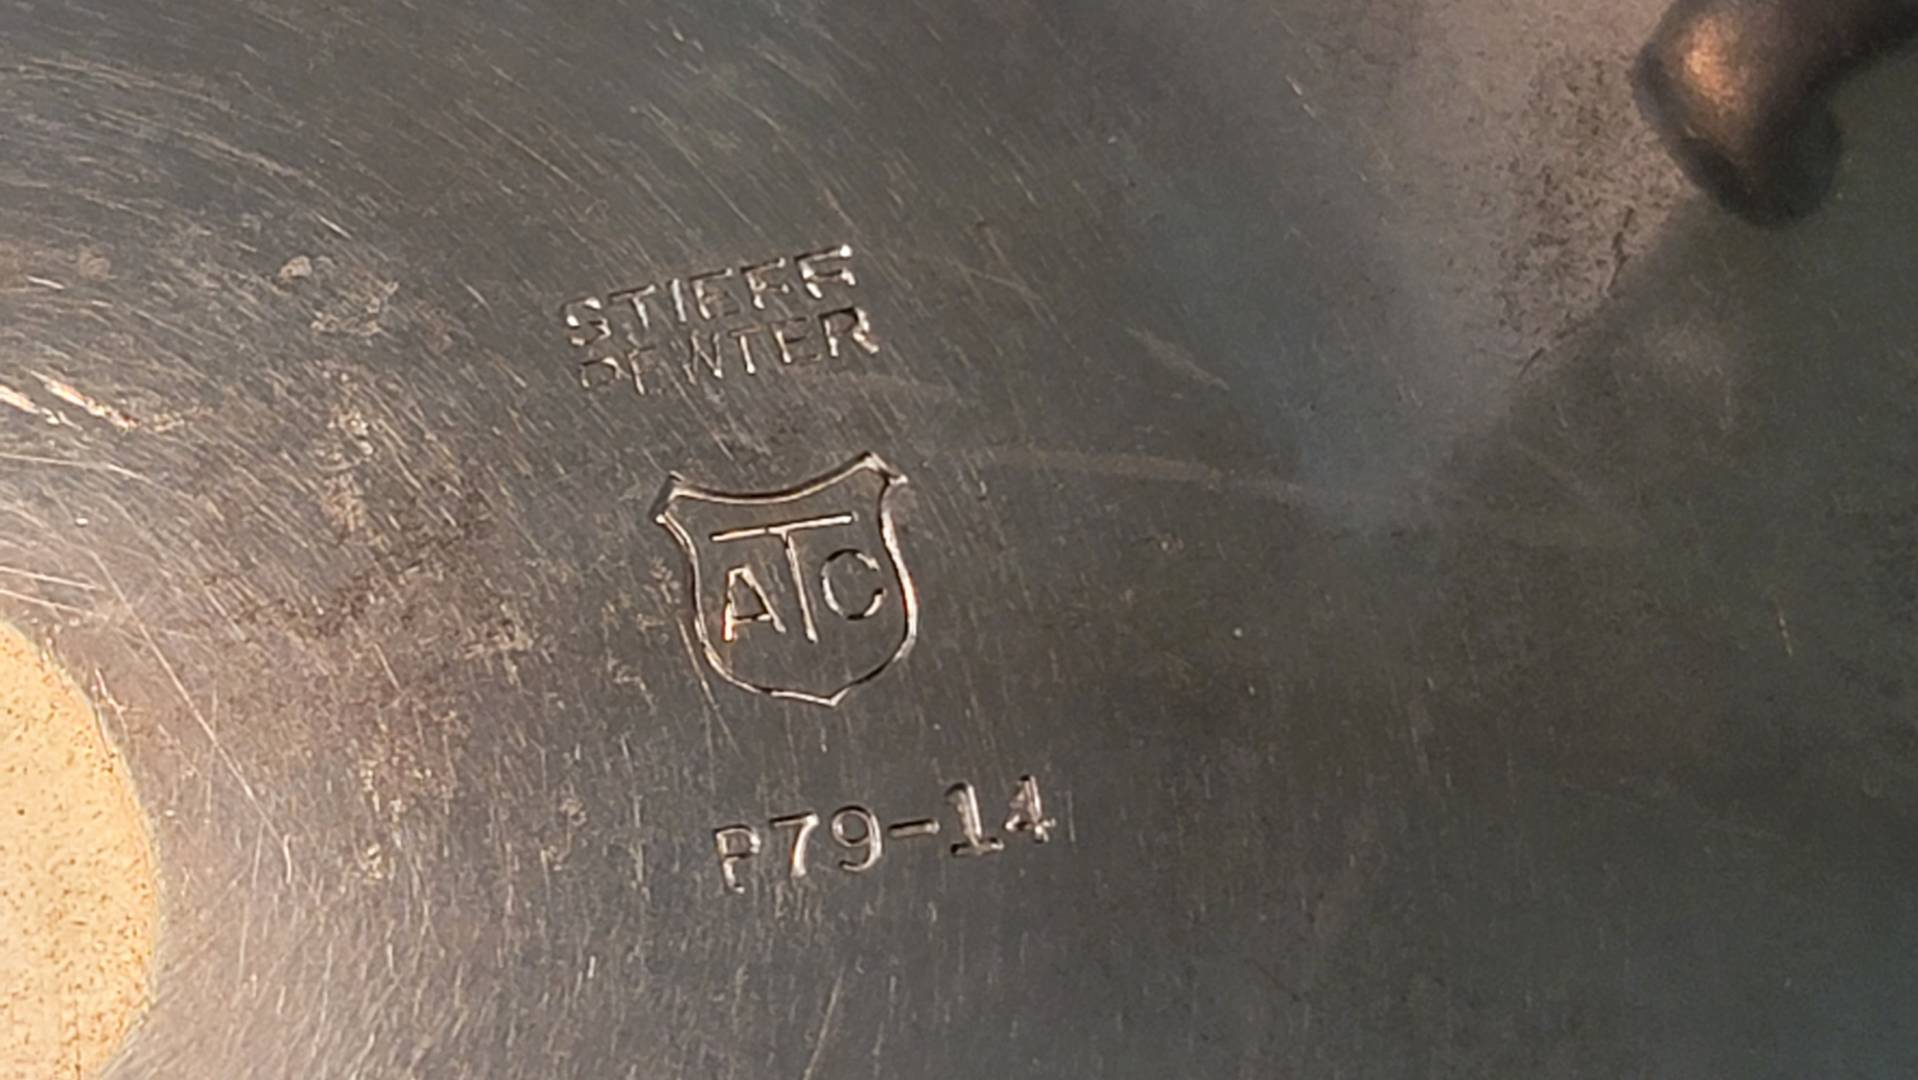 STIEFF
PEWTER
ATC
P79-14